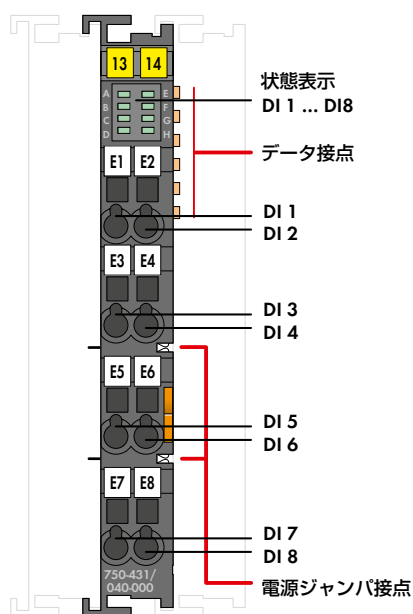 13 14
状態表示
DI 1 ... DI8
A E
B F
C G
D H
データ接点
E1 E2
DI 1
DI 2
E3 E4
DI 3
DI 4
E5 E6
DI 5
DI 6
E7 E8
DI 7
DI 8
750-431/
040-000
電源ジャンパ接点